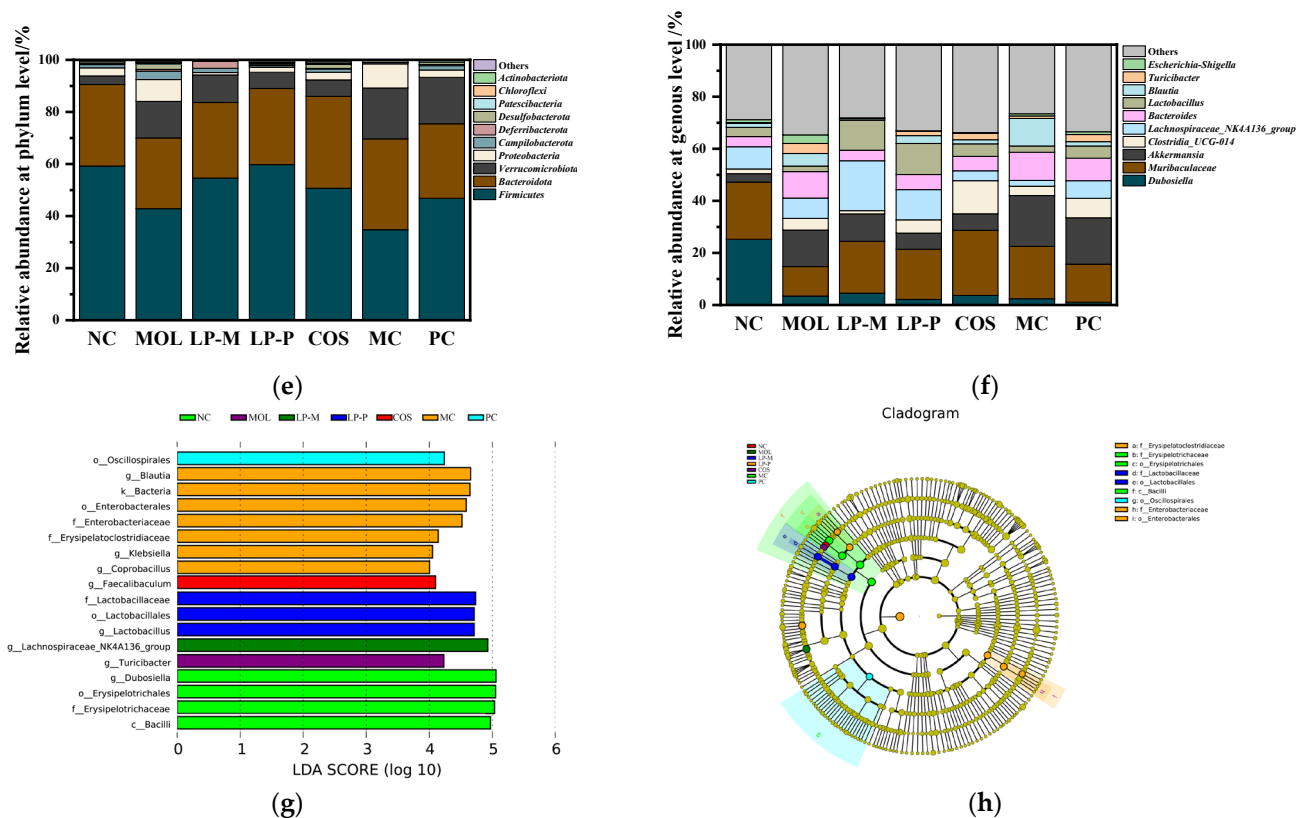 Relative abundance at phylum level/%
100
80
60
40
20
0
NC MOL LP-M LP-P COS MC PC
Others
Actinobacteriota
Chloroflexi
Patescibacteria
Desulfobacterota
Deferribacterota
Campilobacterota
Proteobacteria
Verrucomicrobiota
Bacteroidota
Firmicutes
(e)
Relative abundance at genous level/%
100
80
60
40
20
0
NC MOL LP-M LP-P COS MC PC
Others
Escherichia-Shigella
Turicibacter
Blautia
Lactobacillus
Bacteroides
Lachnospiraceae_NK4A136_group
Clostridia_UCG-014
Akkermansia
Muribaculaceae
Dubosiella
(f)
NC MOL LP-M LP-P COS MC PC
o__Oscillospirales
g__Blautia
k__Bacteria
o__Enterobacterales
f__Enterobacteriaceae
f__Erysipelatoclostridiaceae
g__Klebsiella
g__Coprobacillus
g__Faecalibaculum
f__Lactobacillaceae
o__Lactobacillales
g__Lactobacillus
g__Lachnospiraceae_NK4A136_group
g__Turicibacter
g__Dubosiella
o__Erysipelotrichales
f__Erysipelotrichaceae
c__Bacilli
0 1 2 3 4 5 6
LDA SCORE (log 10)
(g)
Cladogram
NC
MOL
LP-M
LP-P
COS
MC
PC
a: f__Erysipelatoclostridiaceae
b: f__Erysipelotrichaceae
c: o__Erysipelotrichales
d: f__Lactobacillaceae
e: o__Lactobacillales
f: c__Bacilli
g: o__Oscillospirales
h: f__Enterobacteriaceae
i: o__Enterobacterales
(h)